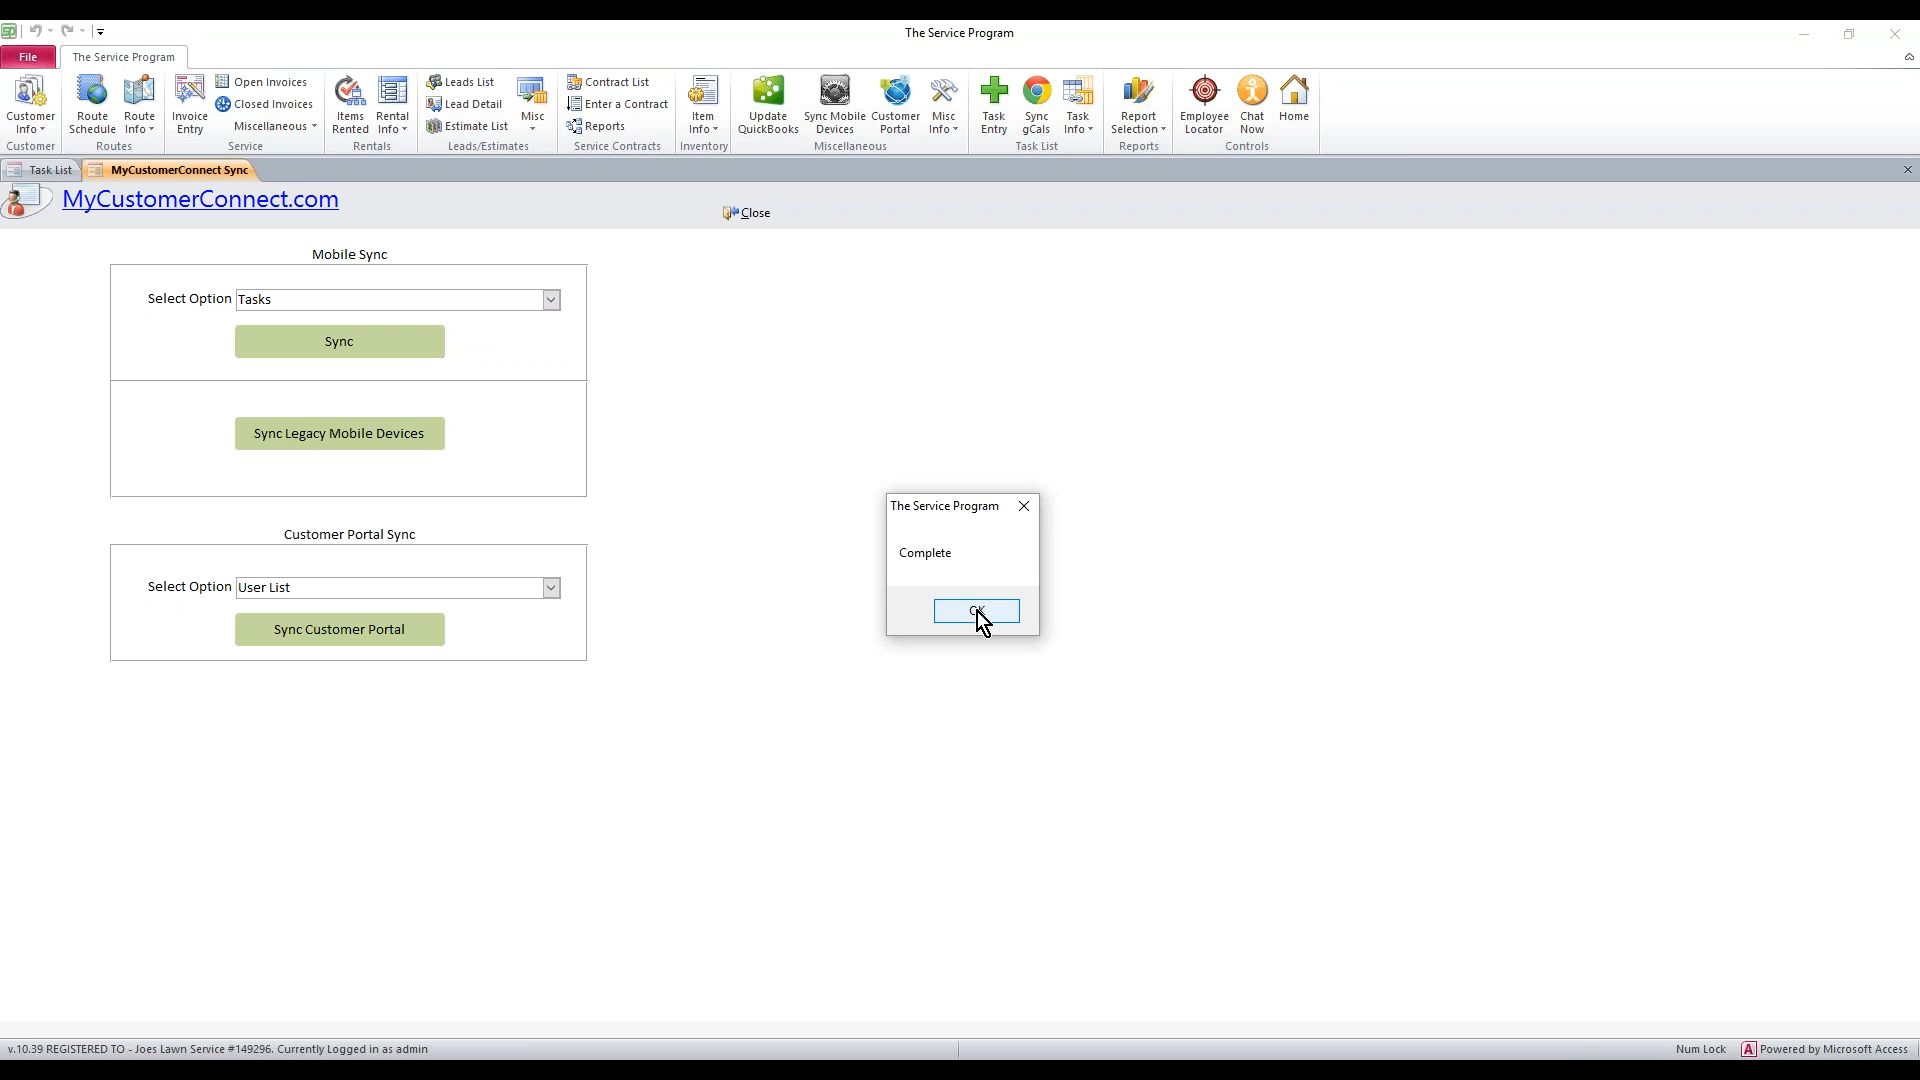 The Service Program
File
The Service Program
Customer Info
Route Schedule
Route Info
Invoice Entry
Open Invoices
Closed Invoices
Miscellaneous
Items Rented
Rental Info
Leads List
Lead Detail
Estimate List
Misc
Contract List
Enter a Contract
Reports
Item Info
Update QuickBooks
Sync Mobile Devices
Customer Portal
Misc Info
Task Entry
Sync gCals
Task Info
Report Selection
Employee Locator
Chat Now
Home
Customer
Routes
Service
Rentals
Leads/Estimates
Service Contracts
Inventory
Miscellaneous
Task List
Reports
Controls
Task List
MyCustomerConnect Sync
MyCustomerConnect.com
Close
Mobile Sync
Select Option Tasks
Sync
Sync Legacy Mobile Devices
Customer Portal Sync
Select Option User List
Sync Customer Portal
The Service Program
Complete
OK
v.10.39 REGISTERED TO - Joes Lawn Service #149296. Currently Logged in as admin
Num Lock
Powered by Microsoft Access